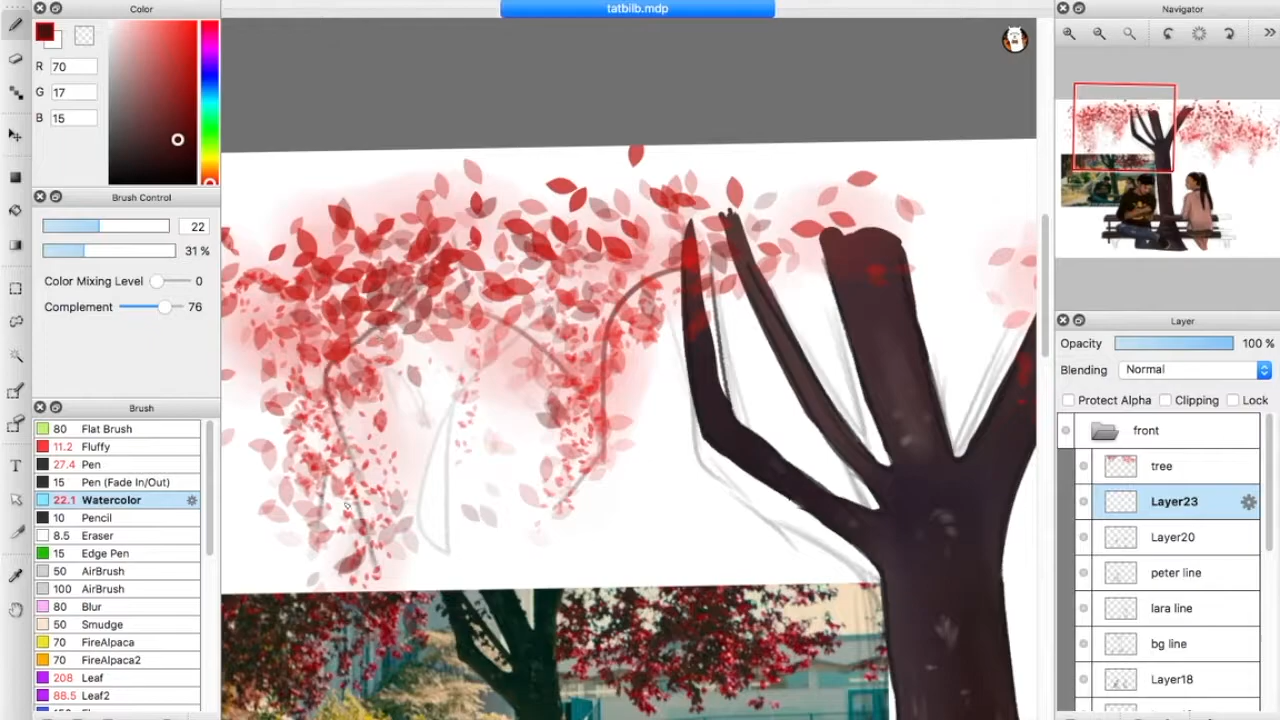 Color
tatbilb.mdp
Navigator
R 70
G 17
B 15
Brush Control
22
31 %
Color Mixing Level 0
Complement 76
Brush
80 Flat Brush
11.2 Fluffy
27.4 Pen
15 Pen (Fade In/Out)
22.1 Watercolor
10 Pencil
8.5 Eraser
15 Edge Pen
50 AirBrush
100 AirBrush
80 Blur
50 Smudge
70 FireAlpaca
70 FireAlpaca2
208 Leaf
88.5 Leaf2
T
Layer
Opacity 100 %
Blending Normal
Protect Alpha Clipping Lock
front
tree
Layer23
Layer20
peter line
lara line
bg line
Layer18